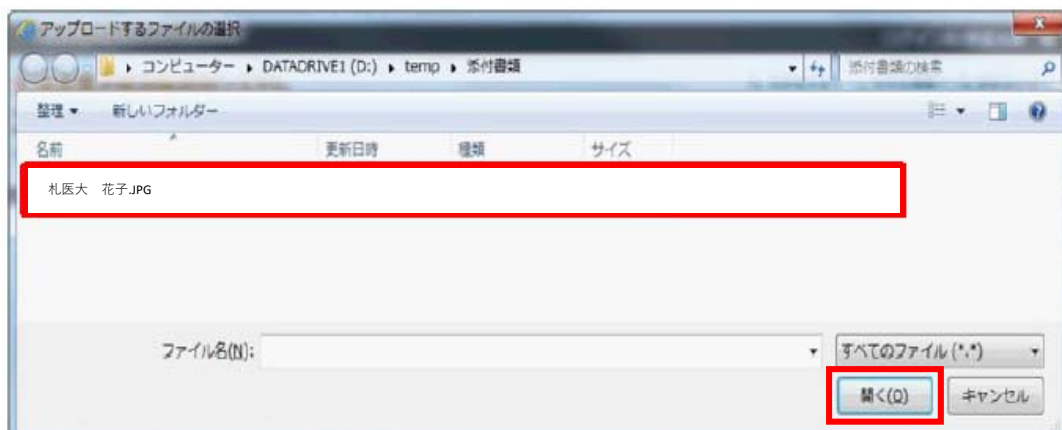 アップロードするファイルの選択
コンピューター ▸ DATADRIVE1 (D:) ▸ temp ▸ 添付書類 添付書類の検索
整理 ▼ 新しいフォルダー
名前 更新日時 種類 サイズ
札医大　花子.JPG
ファイル名(N): すべてのファイル (*.*)
開く(O) キャンセル